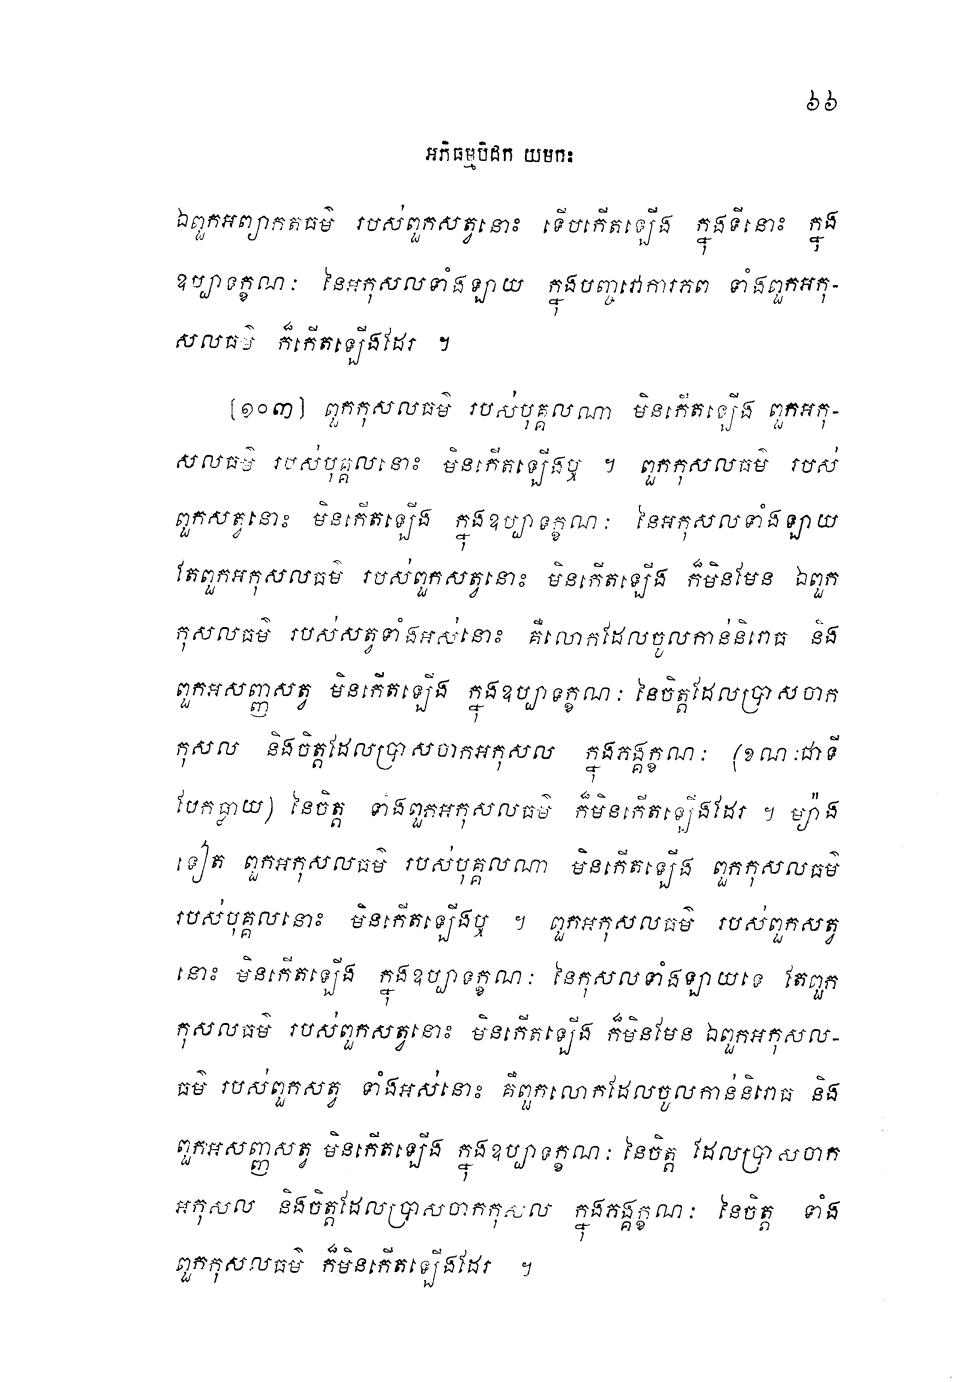 ៦៦
អភិធម្មបិដក យមកៈ
ឯពួកអព្យាកតធម៌ របស់ពួកសត្វនោះ ទើបកើតឡើង ក្នុងទីនោះ ក្នុង
ឧប្បាទក្ខណៈ នៃអកុសលទាំងឡាយ ក្នុងបញ្ចវោការភព ទាំងពួកអកុ-
សលធម៌ ក៏កើតឡើងដែរ ។
(១០៣) ពួកកុសលធម៌ របស់បុគ្គលណា មិនកើតឡើង ពួកអកុ-
សលធម៌ របស់បុគ្គលនោះ មិនកើតឡើងឬ ។ ពួកកុសលធម៌ របស់
ពួកសត្វនោះ មិនកើតឡើង ក្នុងឧប្បាទក្ខណៈ នៃអកុសលទាំងឡាយ
តែពួកអកុសលធម៌ របស់ពួកសត្វនោះ មិនកើតឡើង ក៏មិនមែន ឯពួក
កុសលធម៌ របស់សត្វទាំងអស់នោះ គឺលោកដែលចូលកាន់និរោធ និង
ពួកអសញ្ញសត្វ មិនកើតឡើង ក្នុងឧប្បាទក្ខណៈ នៃចិត្តដែលប្រាសចាក
កុសល និងចិត្តដែលប្រាសចាកអកុសល ក្នុងភង្គក្ខណៈ (ខណៈជាទី
បែកធ្លាយ) នៃចិត្ត ទាំងពួកអកុសលធម៌ ក៏មិនកើតឡើងដែរ ។ ម្យ៉ាង
ទៀត ពួកអកុសលធម៌ របស់បុគ្គលណា មិនកើតឡើង ពួកកុសលធម៌
របស់បុគ្គលនោះ មិនកើតឡើងឬ ។ ពួកអកុសលធម៌ របស់ពួកសត្វ
នោះ មិនកើតឡើង ក្នុងឧប្បាទក្ខណៈ នៃកុសលទាំងឡាយទេ តែពួក
កុសលធម៌ របស់ពួកសត្វនោះ មិនកើតឡើង ក៏មិនមែន ឯពួកអកុសល-
ធម៌ របស់ពួកសត្វ ទាំងអស់នោះ គឺពួកលោកដែលចូលកាន់និរោធ និង
ពួកអសញ្ញសត្វ មិនកើតឡើង ក្នុងឧប្បាទក្ខណៈ នៃចិត្ត ដែលប្រាសចាក
អកុសល និងចិត្តដែលប្រាសចាកកុសល ក្នុងភង្គក្ខណៈ នៃចិត្ត ទាំង
ពួកកុសលធម៌ ក៏មិនកើតឡើងដែរ ។